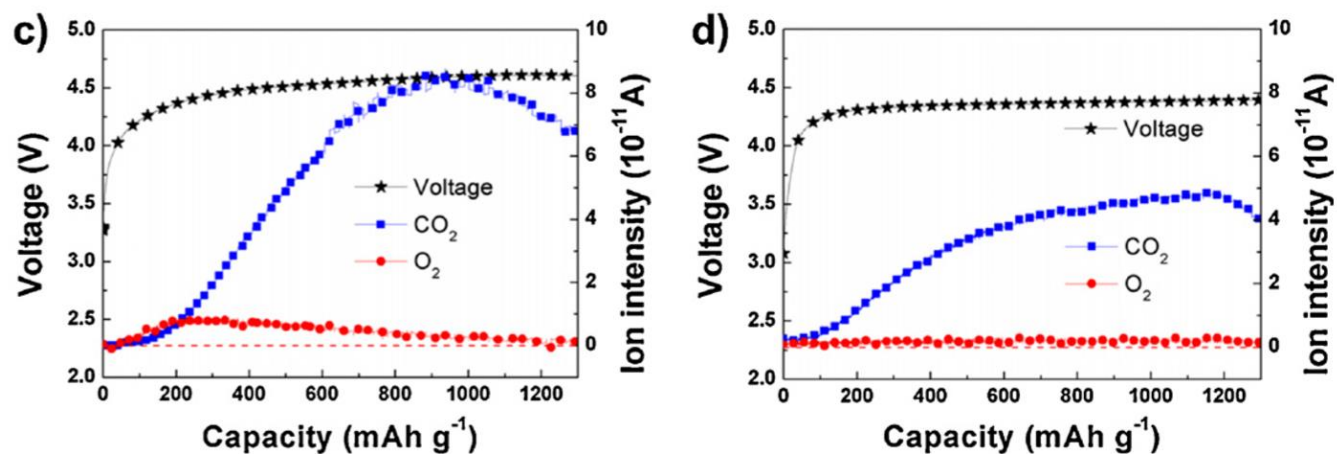 c)
Voltage (V)
5.0
4.5
4.0
3.5
3.0
2.5
2.0
Voltage
CO₂
O₂
10
8
6
4
2
0
Ion intensity (10⁻¹¹A)
0 200 400 600 800 1000 1200
Capacity (mAh g⁻¹)
d)
Voltage (V)
5.0
4.5
4.0
3.5
3.0
2.5
2.0
Voltage
CO₂
O₂
10
8
6
4
2
0
Ion intensity (10⁻¹¹A)
0 200 400 600 800 1000 1200
Capacity (mAh g⁻¹)